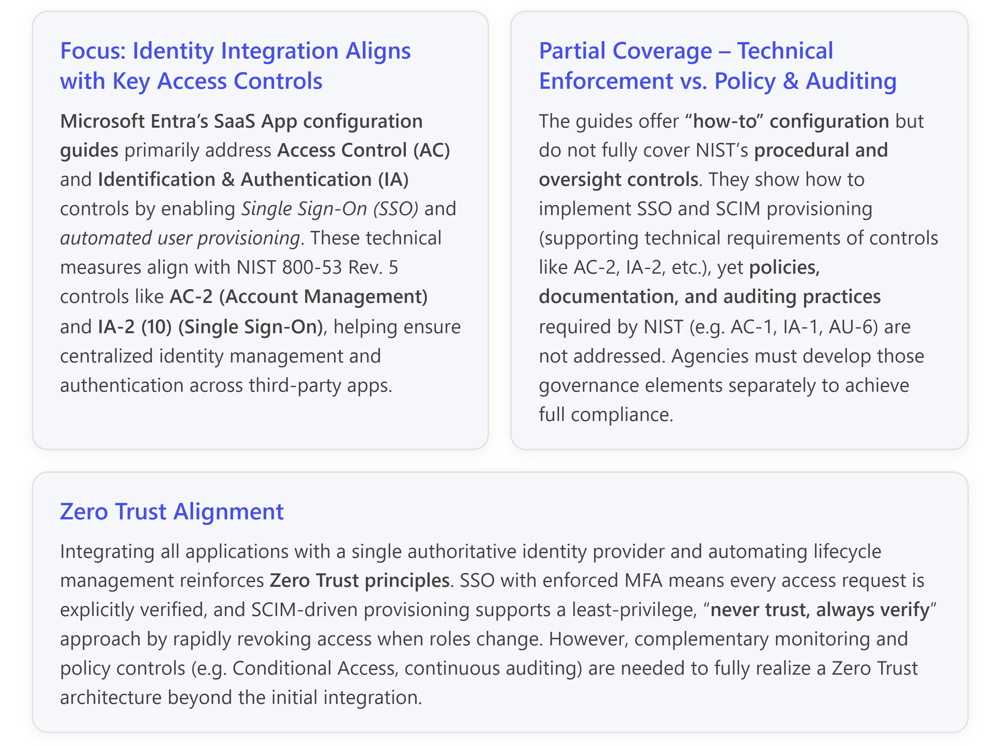 Focus: Identity Integration Aligns
with Key Access Controls
Microsoft Entra’s SaaS App configuration
guides primarily address Access Control (AC)
and Identification & Authentication (IA)
controls by enabling Single Sign-On (SSO) and
automated user provisioning. These technical
measures align with NIST 800-53 Rev. 5
controls like AC-2 (Account Management)
and IA-2 (10) (Single Sign-On), helping ensure
centralized identity management and
authentication across third-party apps.
Partial Coverage – Technical
Enforcement vs. Policy & Auditing
The guides offer “how-to” configuration but
do not fully cover NIST’s procedural and
oversight controls. They show how to
implement SSO and SCIM provisioning
(supporting technical requirements of controls
like AC-2, IA-2, etc.), yet policies,
documentation, and auditing practices
required by NIST (e.g. AC-1, IA-1, AU-6) are
not addressed. Agencies must develop those
governance elements separately to achieve
full compliance.
Zero Trust Alignment
Integrating all applications with a single authoritative identity provider and automating lifecycle
management reinforces Zero Trust principles. SSO with enforced MFA means every access request is
explicitly verified, and SCIM-driven provisioning supports a least-privilege, “never trust, always verify”
approach by rapidly revoking access when roles change. However, complementary monitoring and
policy controls (e.g. Conditional Access, continuous auditing) are needed to fully realize a Zero Trust
architecture beyond the initial integration.